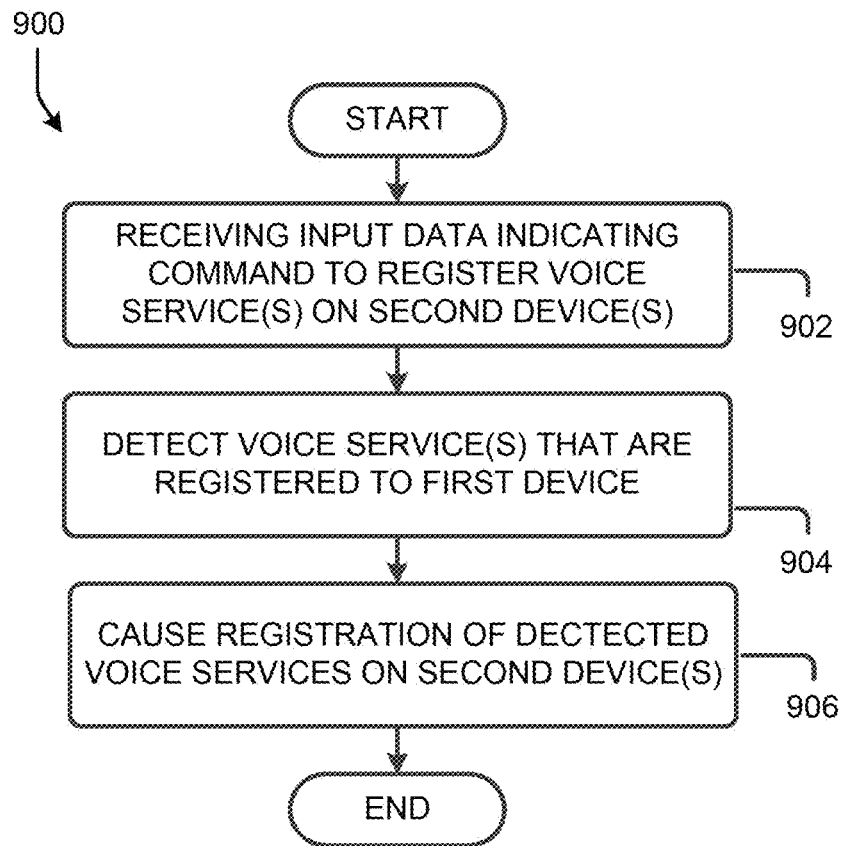 900
START
RECEIVING INPUT DATA INDICATING
COMMAND TO REGISTER VOICE
SERVICE(S) ON SECOND DEVICE(S)
902
DETECT VOICE SERVICE(S) THAT ARE
REGISTERED TO FIRST DEVICE
904
CAUSE REGISTRATION OF DECTECTED
VOICE SERVICES ON SECOND DEVICE(S)
906
END